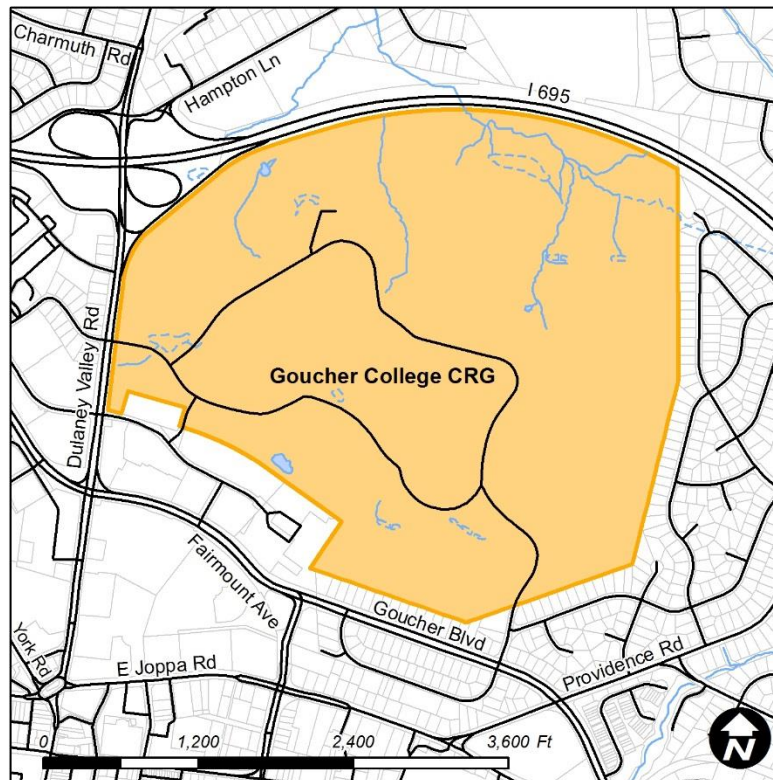 Charmuth Rd
Hampton Ln
I 695
Dulaney Valley Rd
Goucher College CRG
Fairmount Ave
Goucher Blvd
York Rd
E Joppa Rd
Providence Rd
0 1,200 2,400 3,600 Ft
N